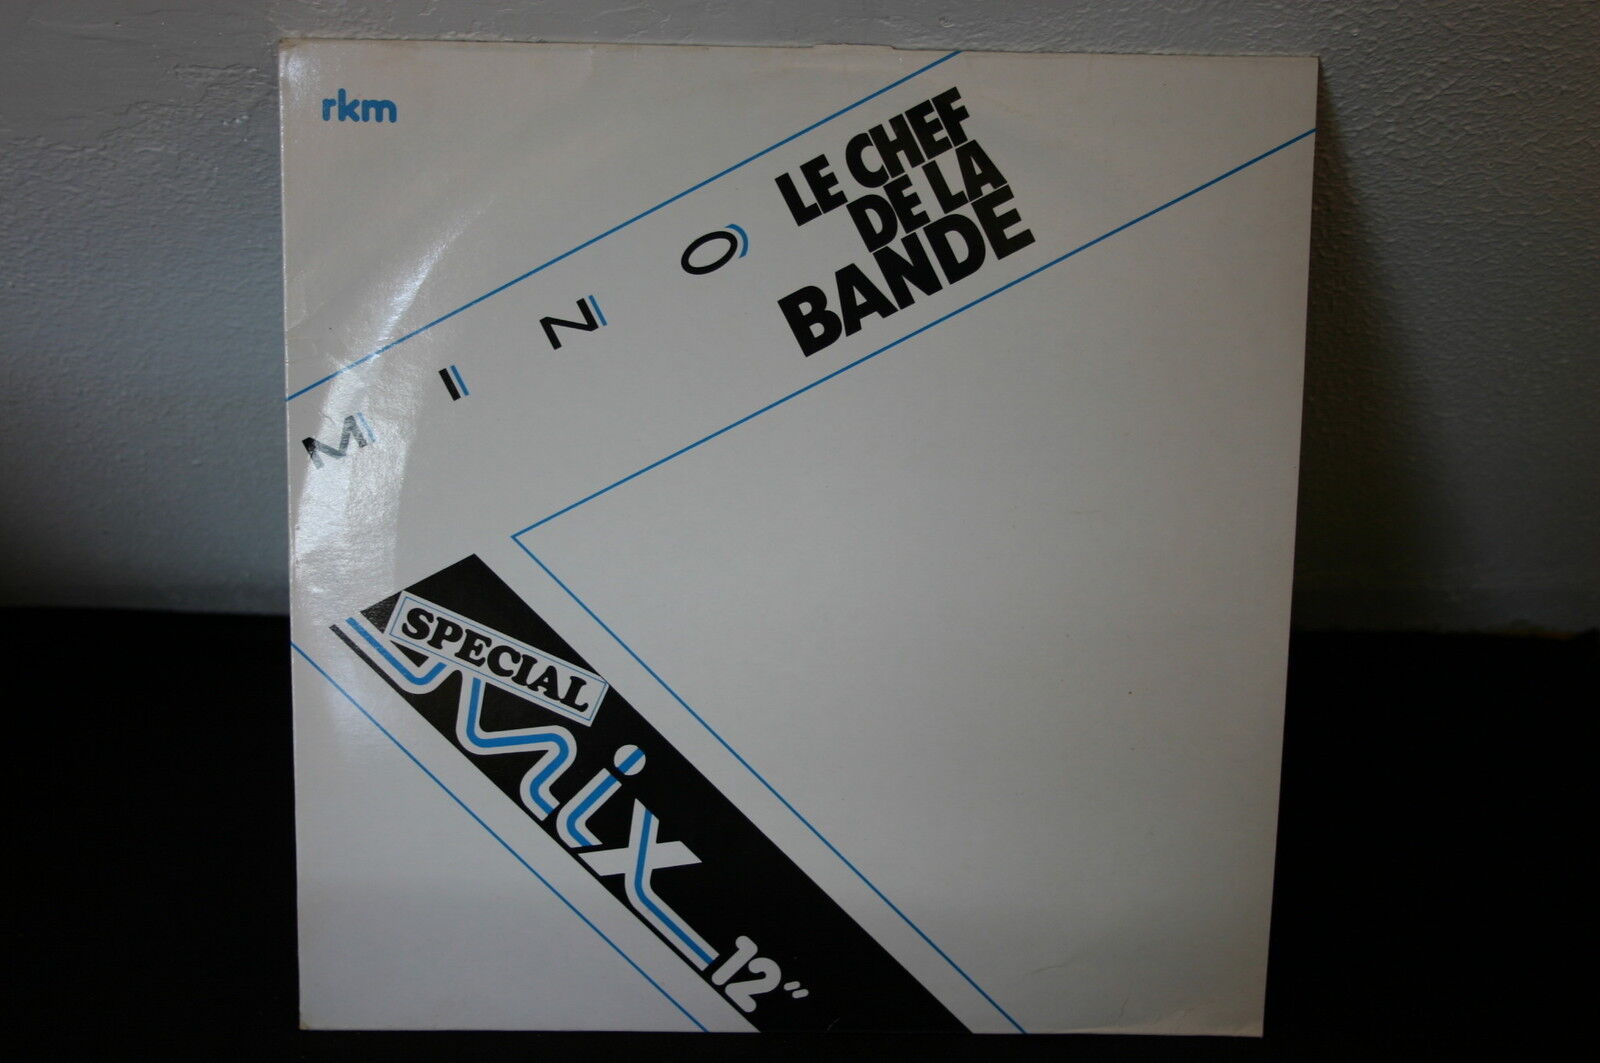 rkm
MINO
LE CHEF
DE LA
BANDE
SPECIAL
mix
12"